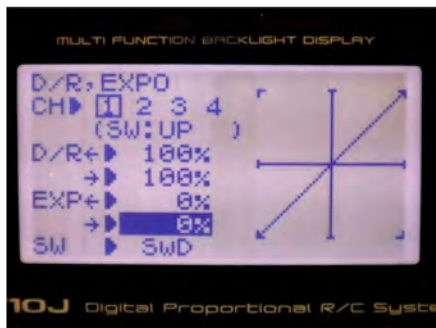 MULTI FUNCTION BACKLIGHT DISPLAY
D/R,EXPO
CH▶ 1 2 3 4
(SW:UP )
D/R←▶ 100%
→▶ 100%
EXP←▶ 0%
→▶ 0%
SW ▶ SWD
10J Digital Proportional R/C Syste